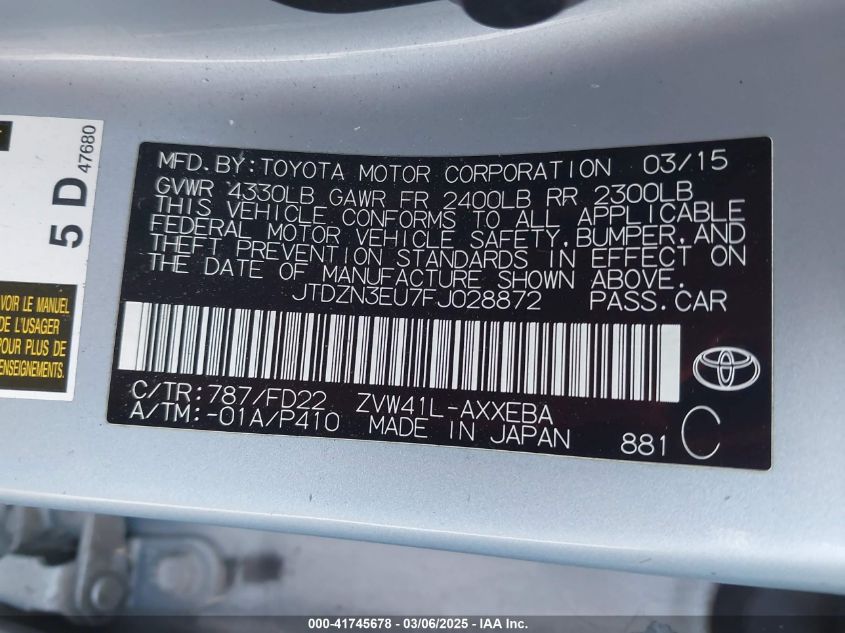 5 D 47680
VOIR LE MANUEL
DE L'USAGER
POUR PLUS DE
RENSEIGNEMENTS.
MFD. BY: TOYOTA MOTOR CORPORATION 03/15
GVWR 4330LB GAWR FR 2400LB RR 2300LB
THIS VEHICLE CONFORMS TO ALL APPLICABLE
FEDERAL MOTOR VEHICLE SAFETY, BUMPER, AND
THEFT PREVENTION STANDARDS IN EFFECT ON
THE DATE OF MANUFACTURE SHOWN ABOVE.
JTDZN3EU7FJ028872 PASS. CAR
C/TR: 787/FD22 ZVW41L-AXXEBA
A/TM: -01A/P410 MADE IN JAPAN 881 C
000-41745678 - 03/06/2025 - IAA Inc.